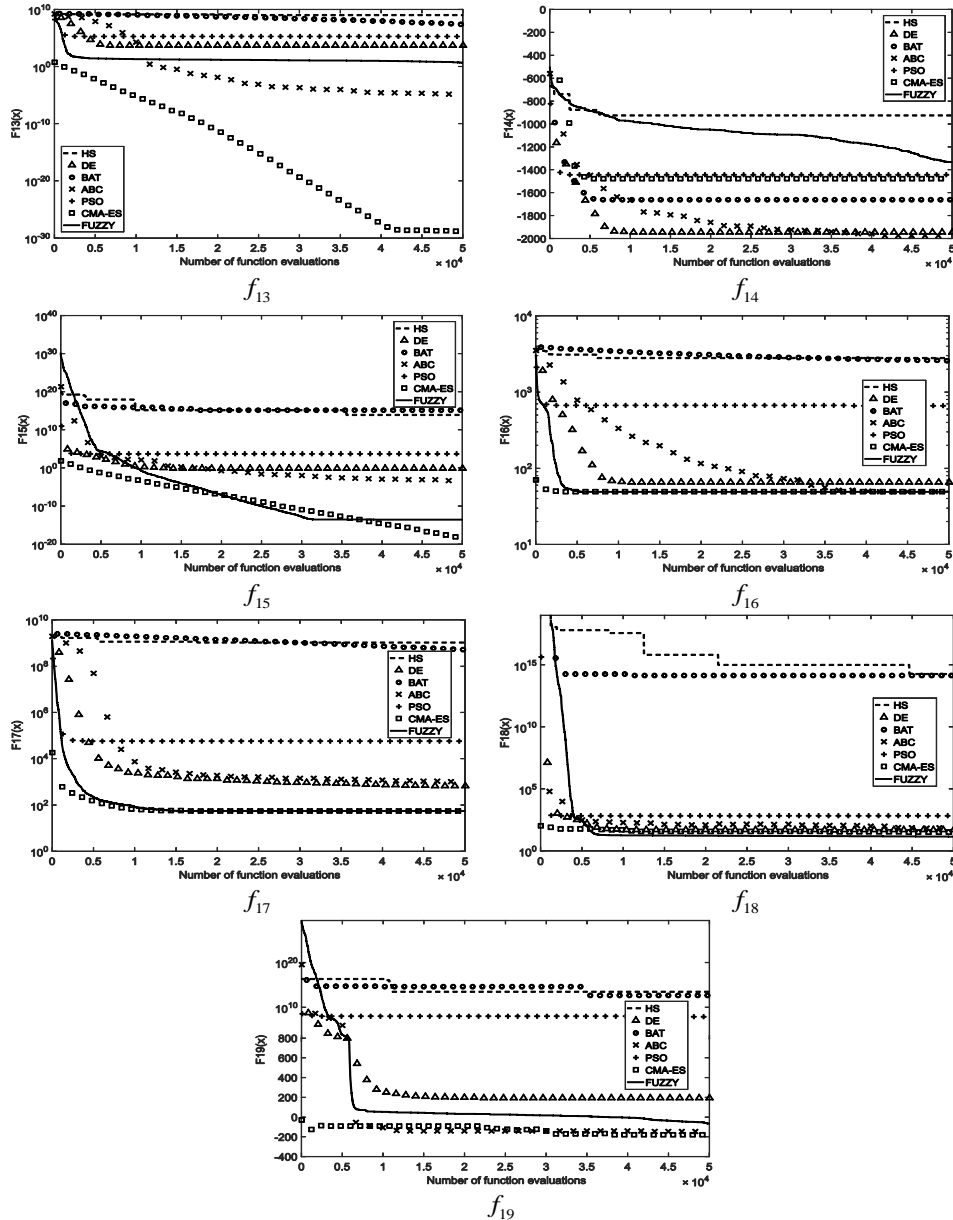 10^10
10^0
10^-10
10^-20
10^-30
F13(x)
HS
DE
BAT
ABC
PSO
CMA-ES
FUZZY
0 0.5 1 1.5 2 2.5 3 3.5 4 4.5 5
Number of function evaluations
× 10^4
f13
0
-200
-400
-600
-800
-1000
-1200
-1400
-1600
-1800
-2000
F14(x)
HS
DE
BAT
ABC
PSO
CMA-ES
FUZZY
0 0.5 1 1.5 2 2.5 3 3.5 4 4.5 5
Number of function evaluations
× 10^4
f14
10^40
10^30
10^20
10^10
10^0
10^-10
10^-20
F15(x)
HS
DE
BAT
ABC
PSO
CMA-ES
FUZZY
0 0.5 1 1.5 2 2.5 3 3.5 4 4.5 5
Number of function evaluations
× 10^4
f15
10^4
10^3
10^2
10^1
F16(x)
HS
DE
BAT
ABC
PSO
CMA-ES
FUZZY
0 0.5 1 1.5 2 2.5 3 3.5 4 4.5 5
Number of function evaluations
× 10^4
f16
10^10
10^8
10^6
10^4
10^2
10^0
F17(x)
HS
DE
BAT
ABC
PSO
CMA-ES
FUZZY
0 0.5 1 1.5 2 2.5 3 3.5 4 4.5 5
Number of function evaluations
× 10^4
f17
10^15
10^10
10^5
10^0
F18(x)
HS
DE
BAT
ABC
PSO
CMA-ES
FUZZY
0 0.5 1 1.5 2 2.5 3 3.5 4 4.5 5
Number of function evaluations
× 10^4
f18
10^20
10^10
800
600
400
200
0
-200
-400
F19(x)
HS
DE
BAT
ABC
PSO
CMA-ES
FUZZY
0 0.5 1 1.5 2 2.5 3 3.5 4 4.5 5
Number of function evaluations
× 10^4
f19